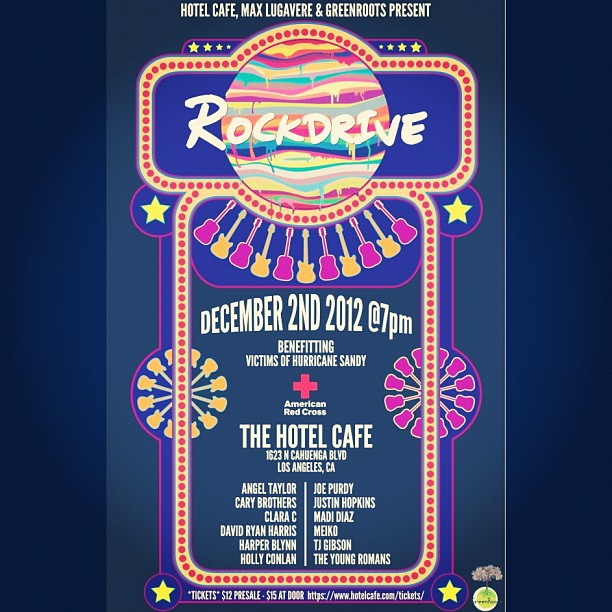 HOTEL CAFE, MAX LUGAVERE & GREENROOTS PRESENT
ROCKDRIVE
DECEMBER 2ND 2012 @7pm
BENEFITTING
VICTIMS OF HURRICANE SANDY
American
Red Cross
THE HOTEL CAFE
1623 N CAHUENGA BLVD
LOS ANGELES, CA
ANGEL TAYLOR
CARY BROTHERS
CLARA C
DAVID RYAN HARRIS
HARPER BLYNN
HOLLY CONLAN
JOE PURDY
JUSTIN HOPKINS
MADI DIAZ
MEIKO
TJ GIBSON
THE YOUNG ROMANS
*TICKETS* $12 PRESALE - $15 AT DOOR https://www.hotelcafe.com/tickets/